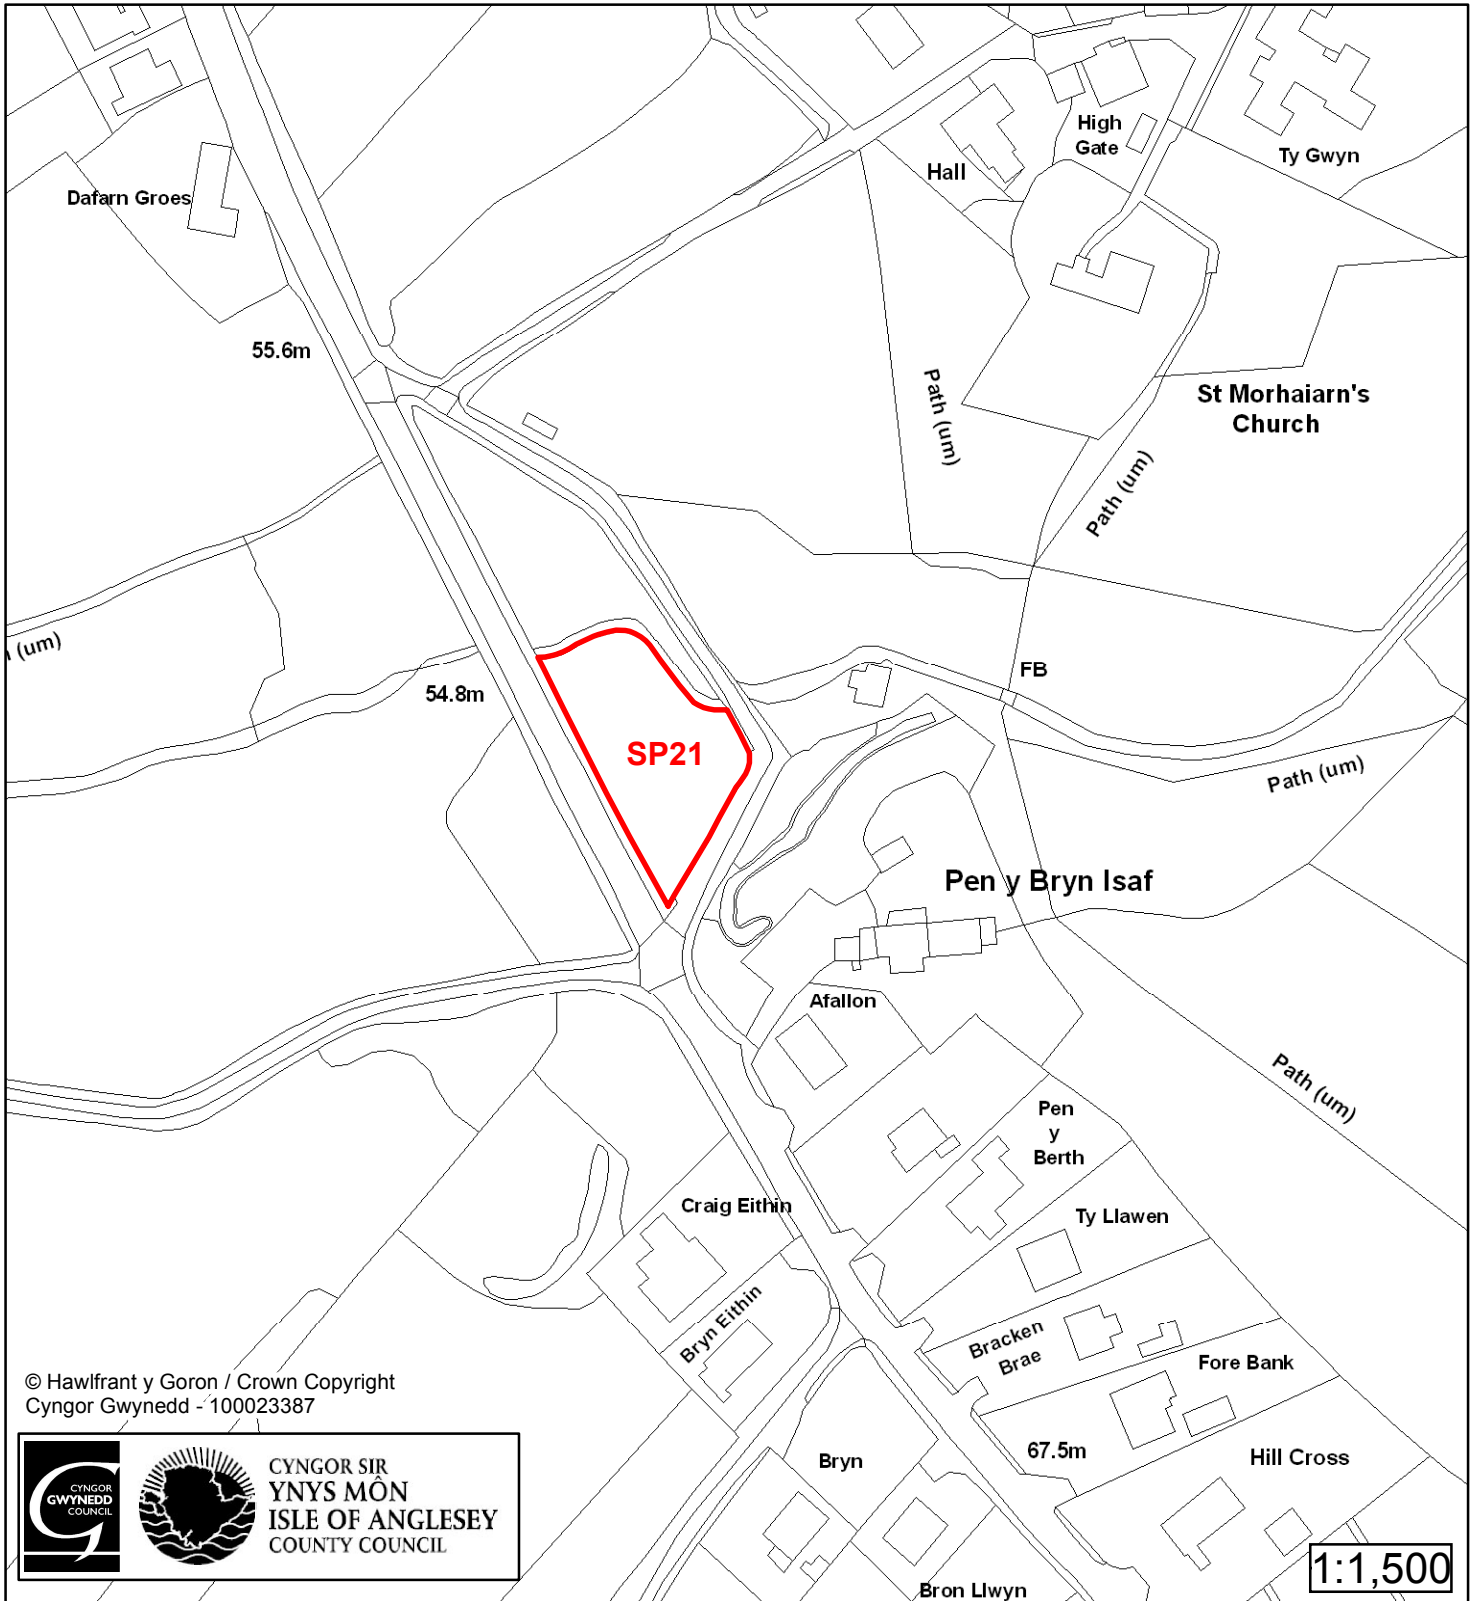 High
Gate
Ty Gwyn
Hall
Dafarn Groes
55.6m
Path (um)
St Morhaiarn's
Church
Path (um)
(um)
FB
54.8m
SP21
Path (um)
Pen y Bryn Isaf
Afallon
Path (um)
Pen
y
Berth
Craig Eithin
Ty Llawen
Bryn Eithin
Bracken
Brae
Fore Bank
© Hawlfrant y Goron / Crown Copyright
Cyngor Gwynedd - 100023387
67.5m
Bryn
Hill Cross
CYNGOR
GWYNEDD
COUNCIL
CYNGOR SIR
YNYS MÔN
ISLE OF ANGLESEY
COUNTY COUNCIL
Bron Llwyn
1:1,500